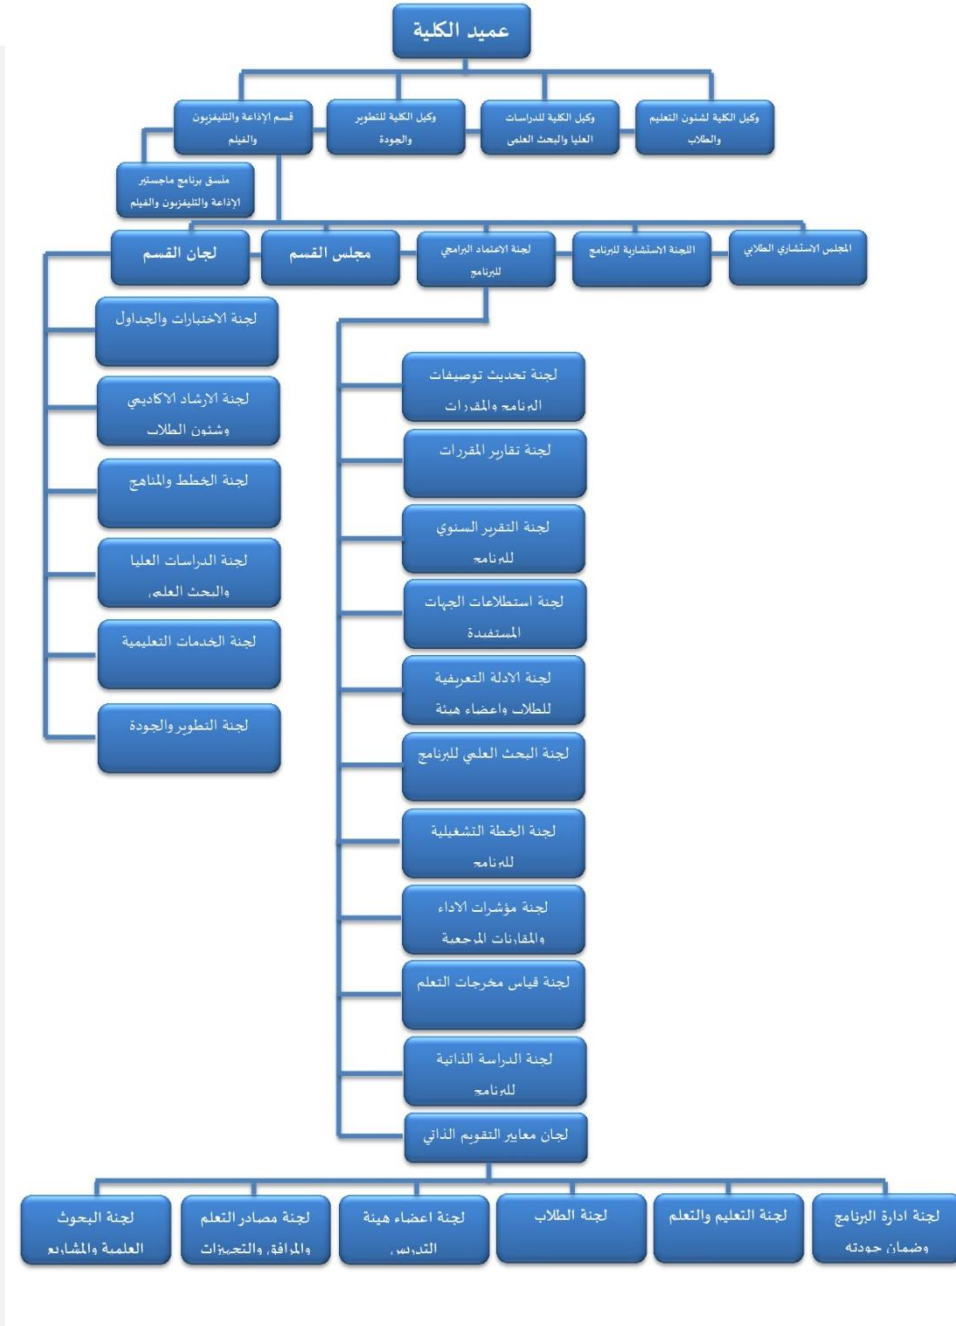 عميد الكلية
وكيل الكلية لشئون التعليم
والطلاب
وكيل الكلية للدراسات
العليا والبحث العلمى
وكيل الكلية للتطوير
والجودة
قسم الإذاعة والتليفزيون
والفيلم
منسق برنامج ماجستير
الإذاعة والتليفزيون والفيلم
المجلس الاستشاري الطلابي
اللجنة الاستشارية للبرنامج
لجنة الاعتماد البرامجي
للبرنامج
مجلس القسم
لجان القسم
لجنة الاختبارات والجداول
لجنة الارشاد الاكاديمي
وشئون الطلاب
لجنة الخطط والمناهج
لجنة الدراسات العليا
والبحث العلمي
لجنة الخدمات التعليمية
لجنة التطوير والجودة
لجنة تحديث توصيفات
البرنامج والمقررات
لجنة تقارير المقررات
لجنة التقرير السنوي
للبرنامج
لجنة استطلاعات الجهات
المستفيدة
لجنة الادلة التعريفية
للطلاب واعضاء هيئة
لجنة البحث العلمي للبرنامج
لجنة الخطة التشغيلية
للبرنامج
لجنة مؤشرات الاداء
والمقارنات المرجعية
لجنة قياس مخرجات التعلم
لجنة الدراسة الذاتية
للبرنامج
لجان معايير التقويم الذاتي
لجنة ادارة البرنامج
وضمان جودته
لجنة التعليم والتعلم
لجنة الطلاب
لجنة اعضاء هيئة
التدريس
لجنة مصادر التعلم
والمرافق والتجهيزات
لجنة البحوث
العلمية والمشاريع